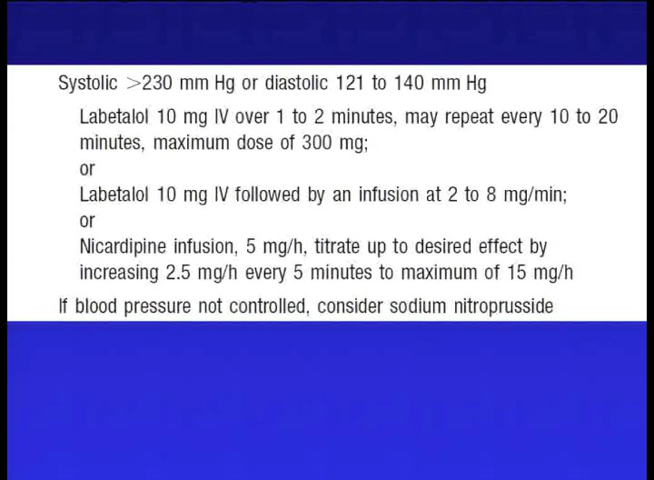 Systolic >230 mm Hg or diastolic 121 to 140 mm Hg
Labetalol 10 mg IV over 1 to 2 minutes, may repeat every 10 to 20
minutes, maximum dose of 300 mg;
or
Labetalol 10 mg IV followed by an infusion at 2 to 8 mg/min;
or
Nicardipine infusion, 5 mg/h, titrate up to desired effect by
increasing 2.5 mg/h every 5 minutes to maximum of 15 mg/h
If blood pressure not controlled, consider sodium nitroprusside